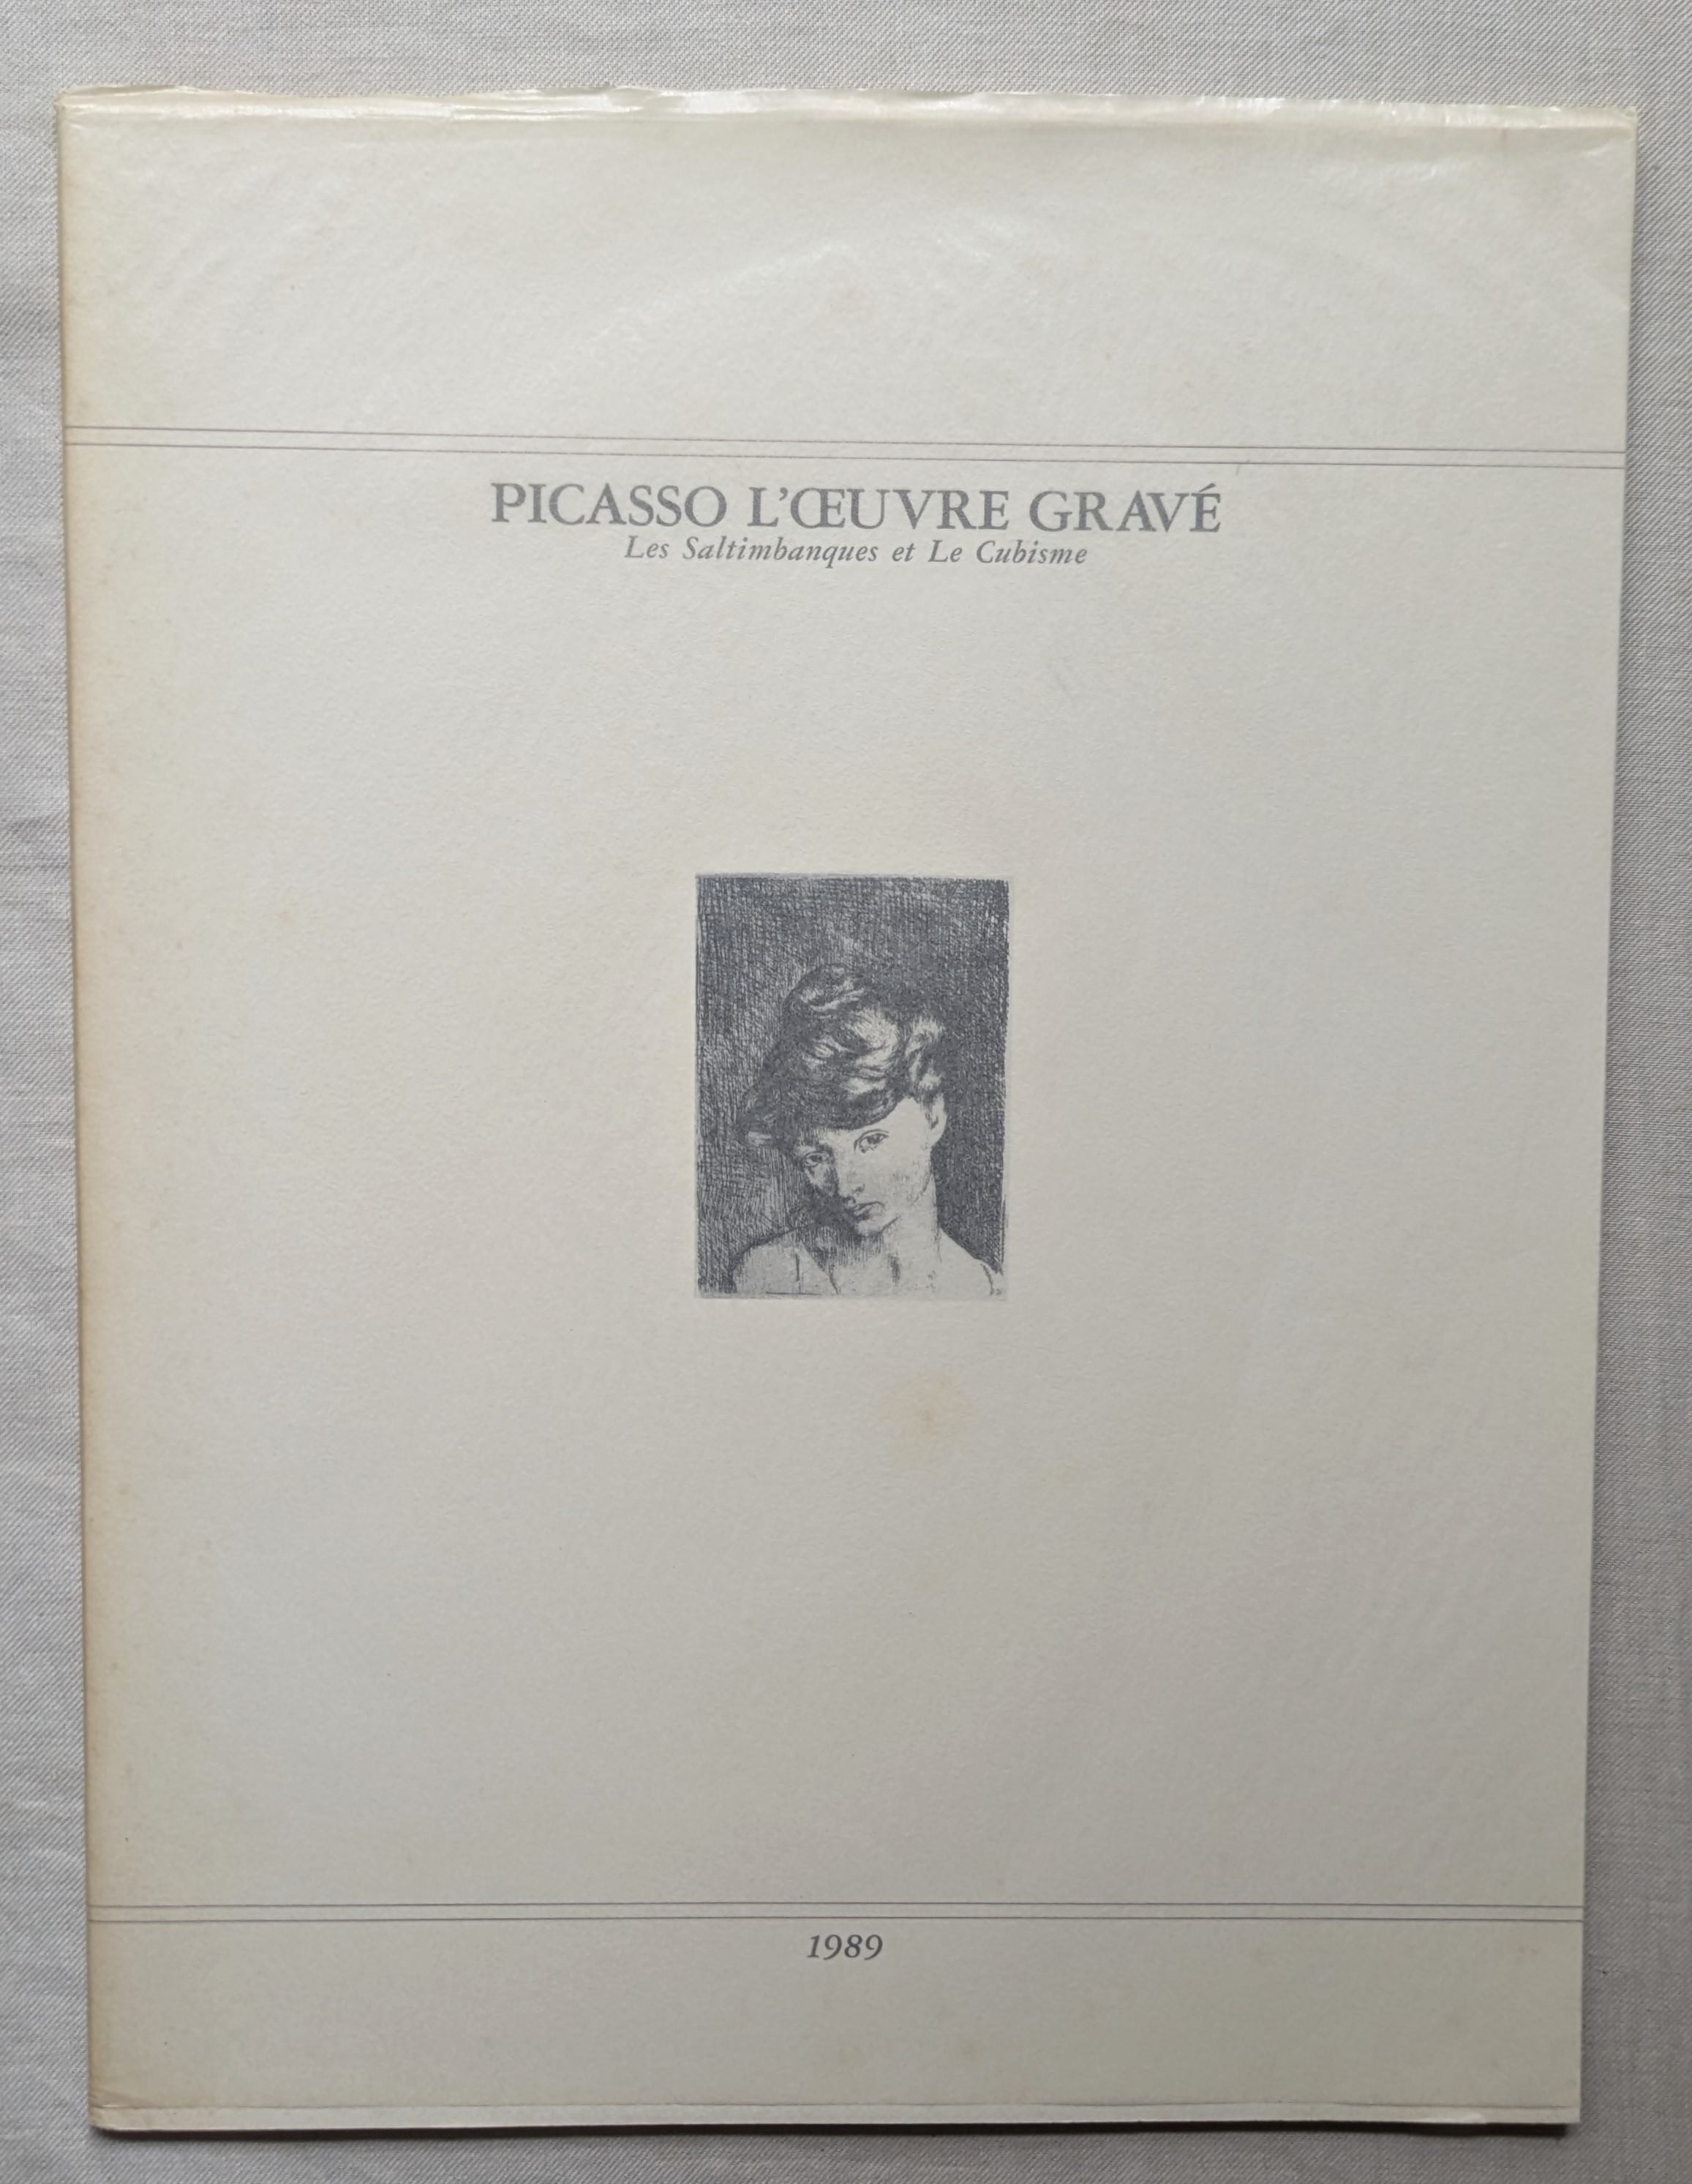 PICASSO L'ŒUVRE GRAVÉ
Les Saltimbanques et Le Cubisme
1989